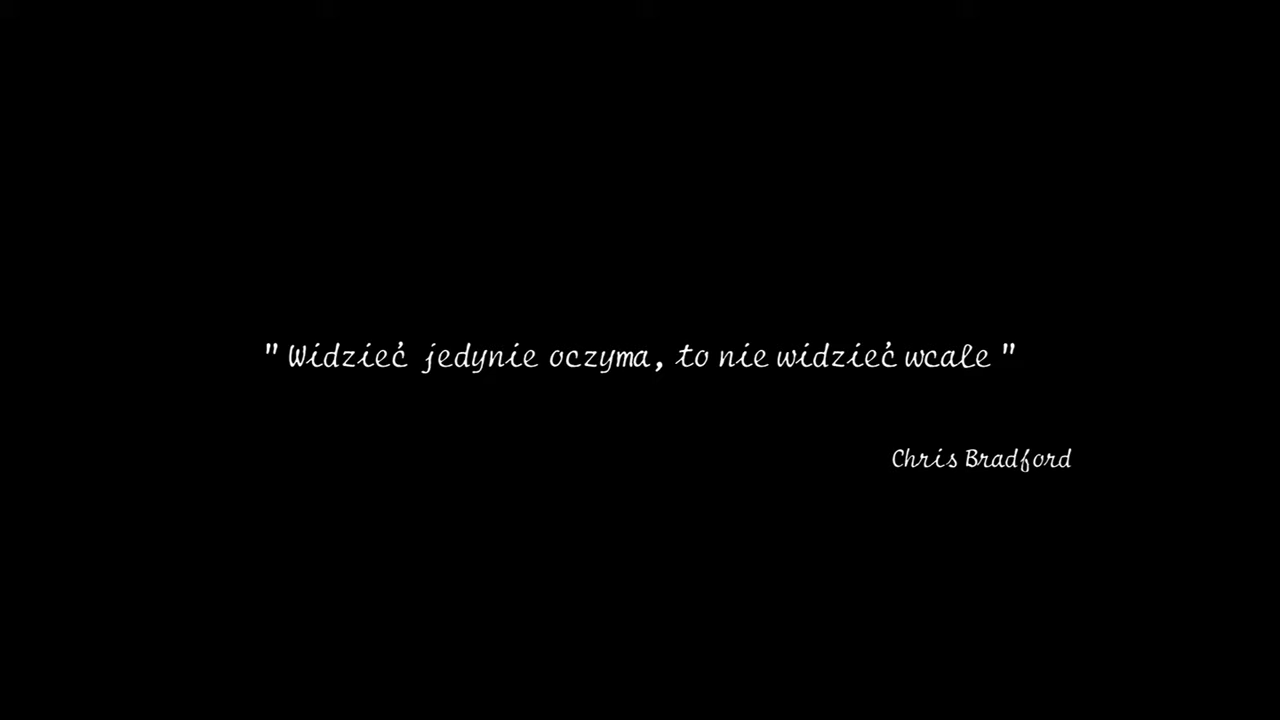 " Widzieć jedynie oczyma, to nie widzieć wcale "
Chris Bradford